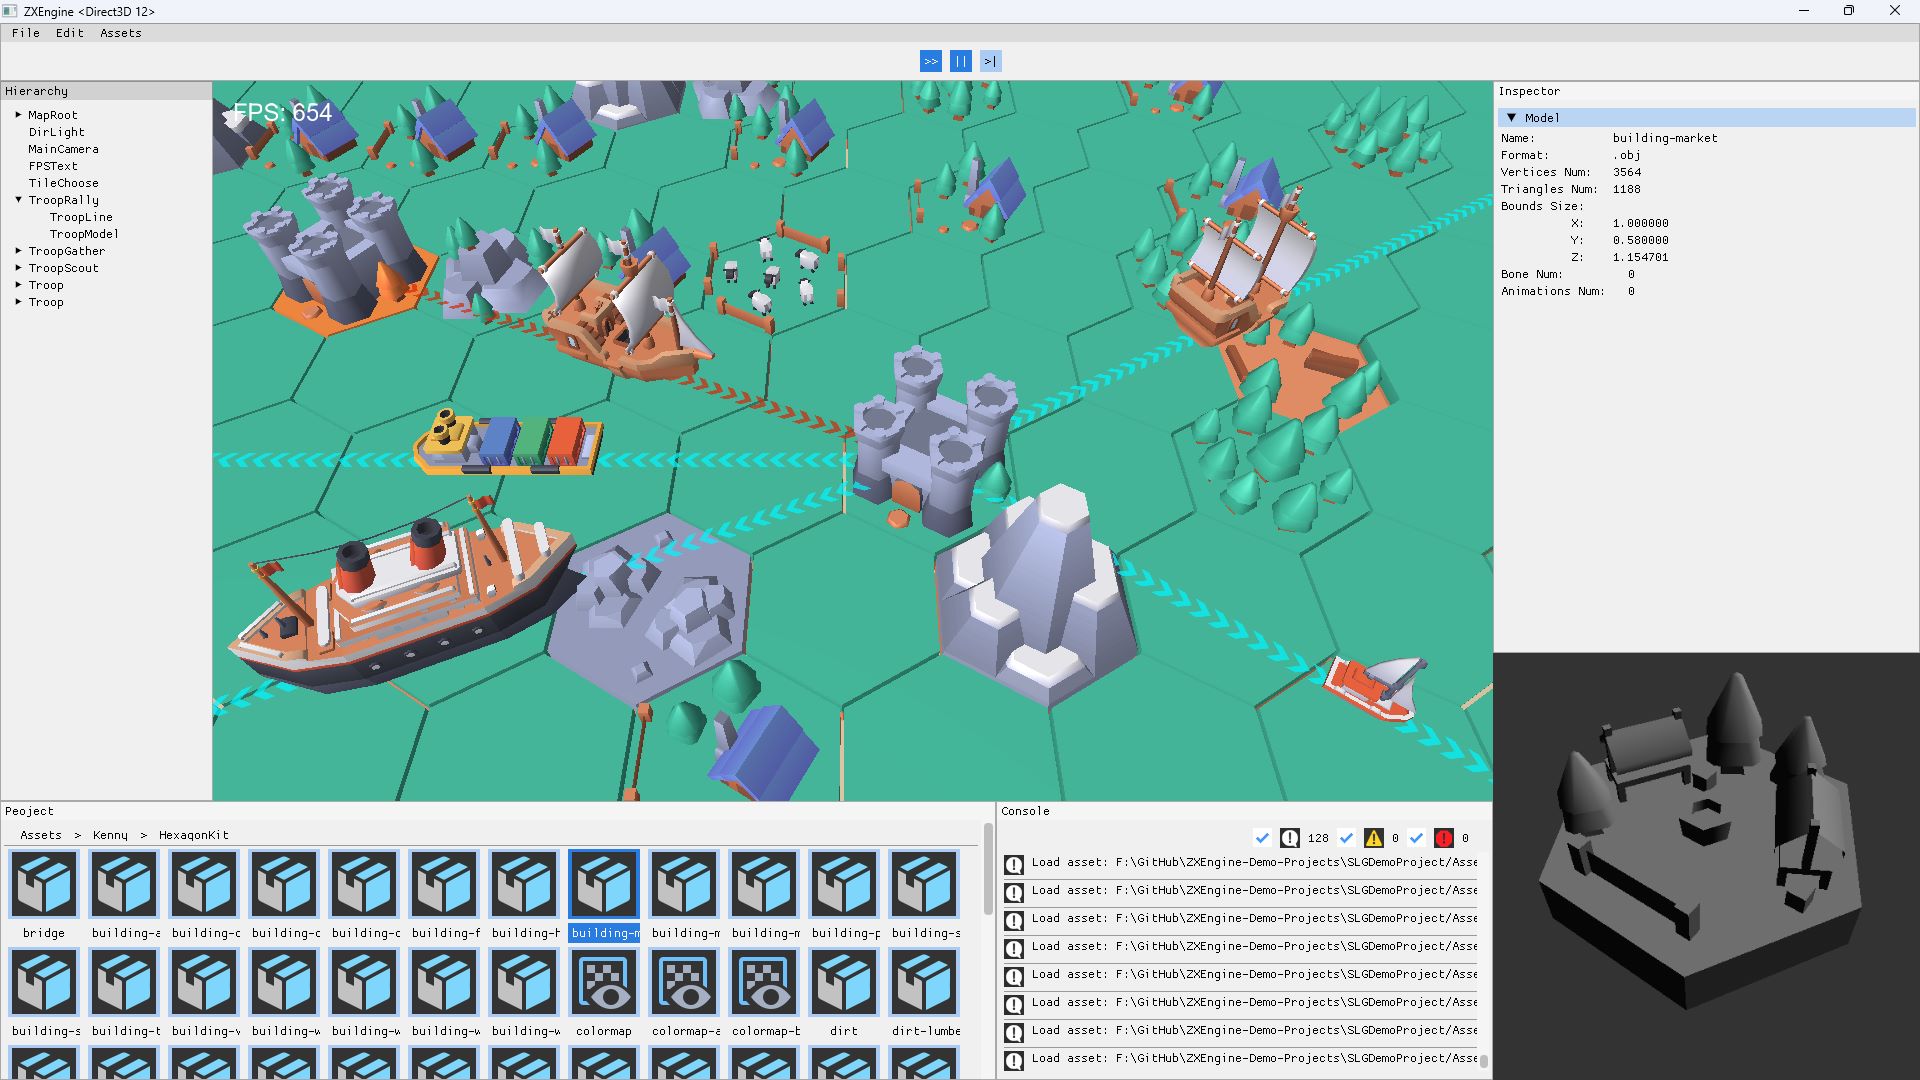 ZXEngine <Direct3D 12>
File Edit Assets
>> || >|
Hierarchy
MapRoot
DirLight
MainCamera
FPSText
TileChoose
TroopRally
TroopLine
TroopModel
TroopGather
TroopScout
Troop
Troop
FPS: 654
Inspector
Model
Name: building-market
Format: .obj
Vertices Num: 3564
Triangles Num: 1188
Bounds Size:
X: 1.000000
Y: 0.580000
Z: 1.154701
Bone Num: 0
Animations Num: 0
Peoject
Assets > Kenny > HexagonKit
bridge building-a building-c building-c building-c building-f building-h building-m building-m building-m building-p building-s
building-s building-t building-v building-w building-w building-w building-w colormap colormap-a colormap-b dirt dirt-lumbe
Console
128 0 0
Load asset: F:\GitHub\ZXEngine-Demo-Projects\SLGDemoProject/Asse
Load asset: F:\GitHub\ZXEngine-Demo-Projects\SLGDemoProject/Asse
Load asset: F:\GitHub\ZXEngine-Demo-Projects\SLGDemoProject/Asse
Load asset: F:\GitHub\ZXEngine-Demo-Projects\SLGDemoProject/Asse
Load asset: F:\GitHub\ZXEngine-Demo-Projects\SLGDemoProject/Asse
Load asset: F:\GitHub\ZXEngine-Demo-Projects\SLGDemoProject/Asse
Load asset: F:\GitHub\ZXEngine-Demo-Projects\SLGDemoProject/Asse
Load asset: F:\GitHub\ZXEngine-Demo-Projects\SLGDemoProject/Asse